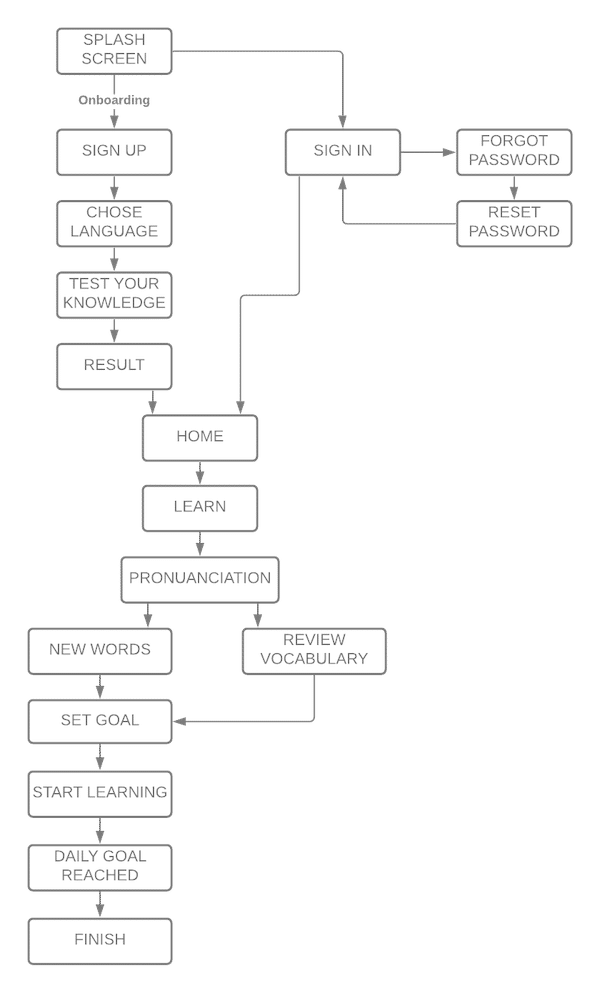 SPLASH
SCREEN
Onboarding
SIGN UP
SIGN IN
FORGOT
PASSWORD
CHOSE
LANGUAGE
RESET
PASSWORD
TEST YOUR
KNOWLEDGE
RESULT
HOME
LEARN
PRONUANCIATION
NEW WORDS
REVIEW
VOCABULARY
SET GOAL
START LEARNING
DAILY GOAL
REACHED
FINISH